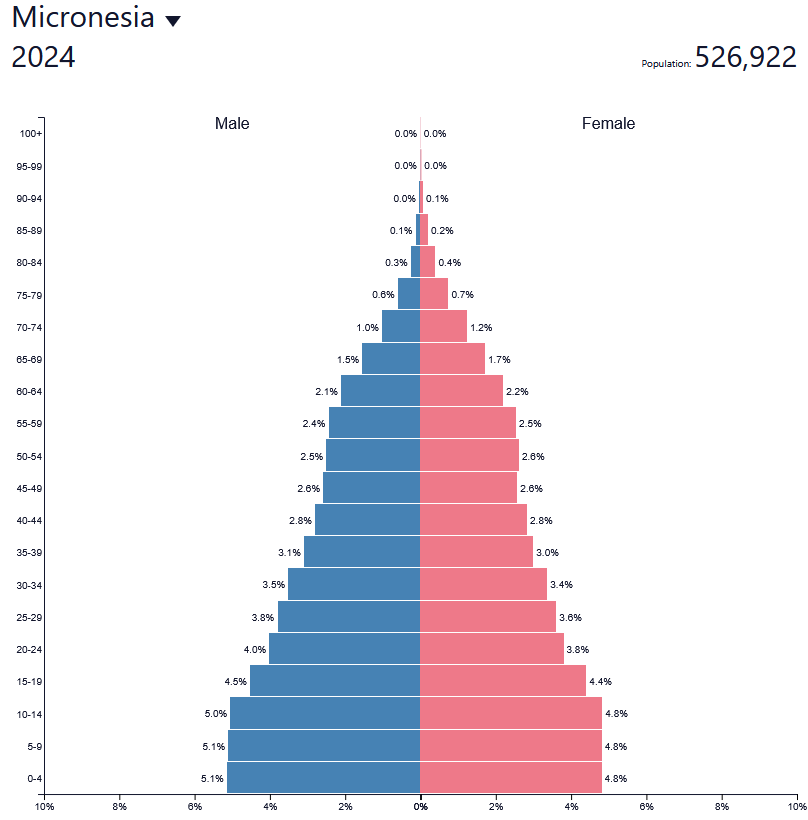 Micronesia
2024
Population: 526,922
Male Female
100+ 0.0% 0.0%
95-99 0.0% 0.0%
90-94 0.0% 0.1%
85-89 0.1% 0.2%
80-84 0.3% 0.4%
75-79 0.6% 0.7%
70-74 1.0% 1.2%
65-69 1.5% 1.7%
60-64 2.1% 2.2%
55-59 2.4% 2.5%
50-54 2.5% 2.6%
45-49 2.6% 2.6%
40-44 2.8% 2.8%
35-39 3.1% 3.0%
30-34 3.5% 3.4%
25-29 3.8% 3.6%
20-24 4.0% 3.8%
15-19 4.5% 4.4%
10-14 5.0% 4.8%
5-9 5.1% 4.8%
0-4 5.1% 4.8%
10% 8% 6% 4% 2% 0% 2% 4% 6% 8% 10%